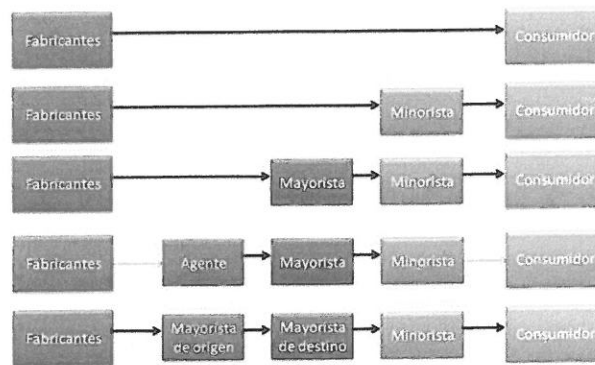 Fabricantes Consumidor
Fabricantes Minorista Consumidor
Fabricantes Mayorista Minorista Consumidor
Fabricantes Agente Mayorista Minorista Consumidor
Fabricantes Mayorista de origen Mayorista de destino Minorista Consumidor